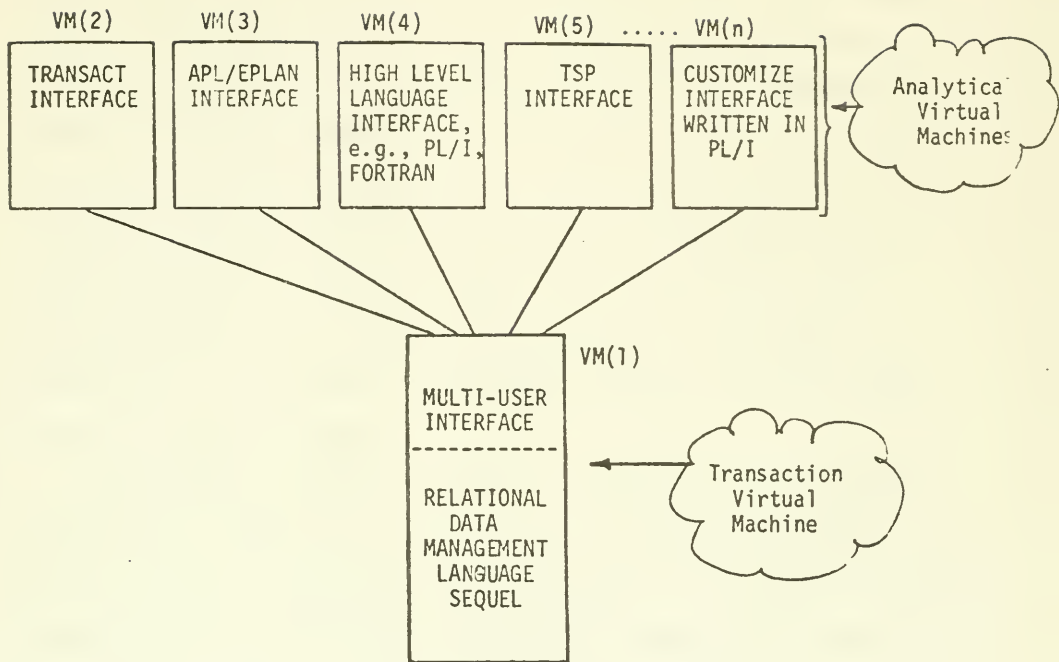 VM(2)
VM(3)
VM(4)
VM(5) ..... VM(n)
TRANSACT
INTERFACE
APL/EPLAN
INTERFACE
HIGH LEVEL
LANGUAGE
INTERFACE,
e.g., PL/I,
FORTRAN
TSP
INTERFACE
CUSTOMIZE
INTERFACE
WRITTEN IN
PL/I
Analytica
Virtual
Machines
VM(1)
MULTI-USER
INTERFACE
RELATIONAL
DATA
MANAGEMENT
LANGUAGE
SEQUEL
Transaction
Virtual
Machine